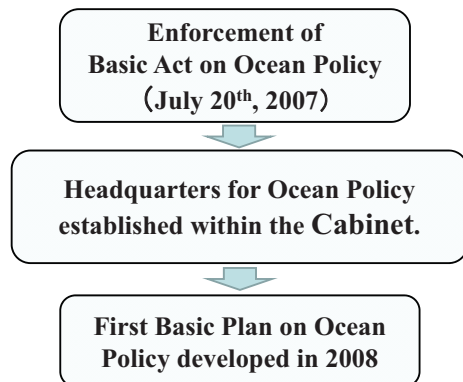 Enforcement of
Basic Act on Ocean Policy
（July 20th, 2007）
Headquarters for Ocean Policy
established within the Cabinet.
First Basic Plan on Ocean
Policy developed in 2008